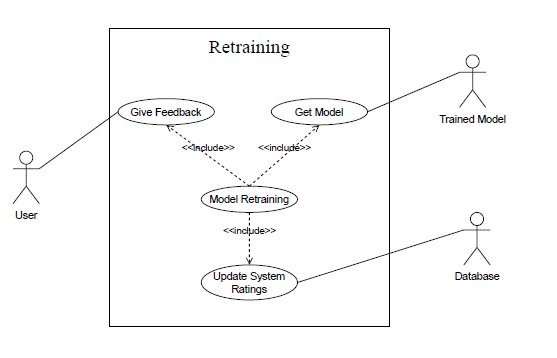 Retraining
Give Feedback
Get Model
Trained Model
<<include>>
<<include>>
User
Model Retraining
<<include>>
Update System
Ratings
Database